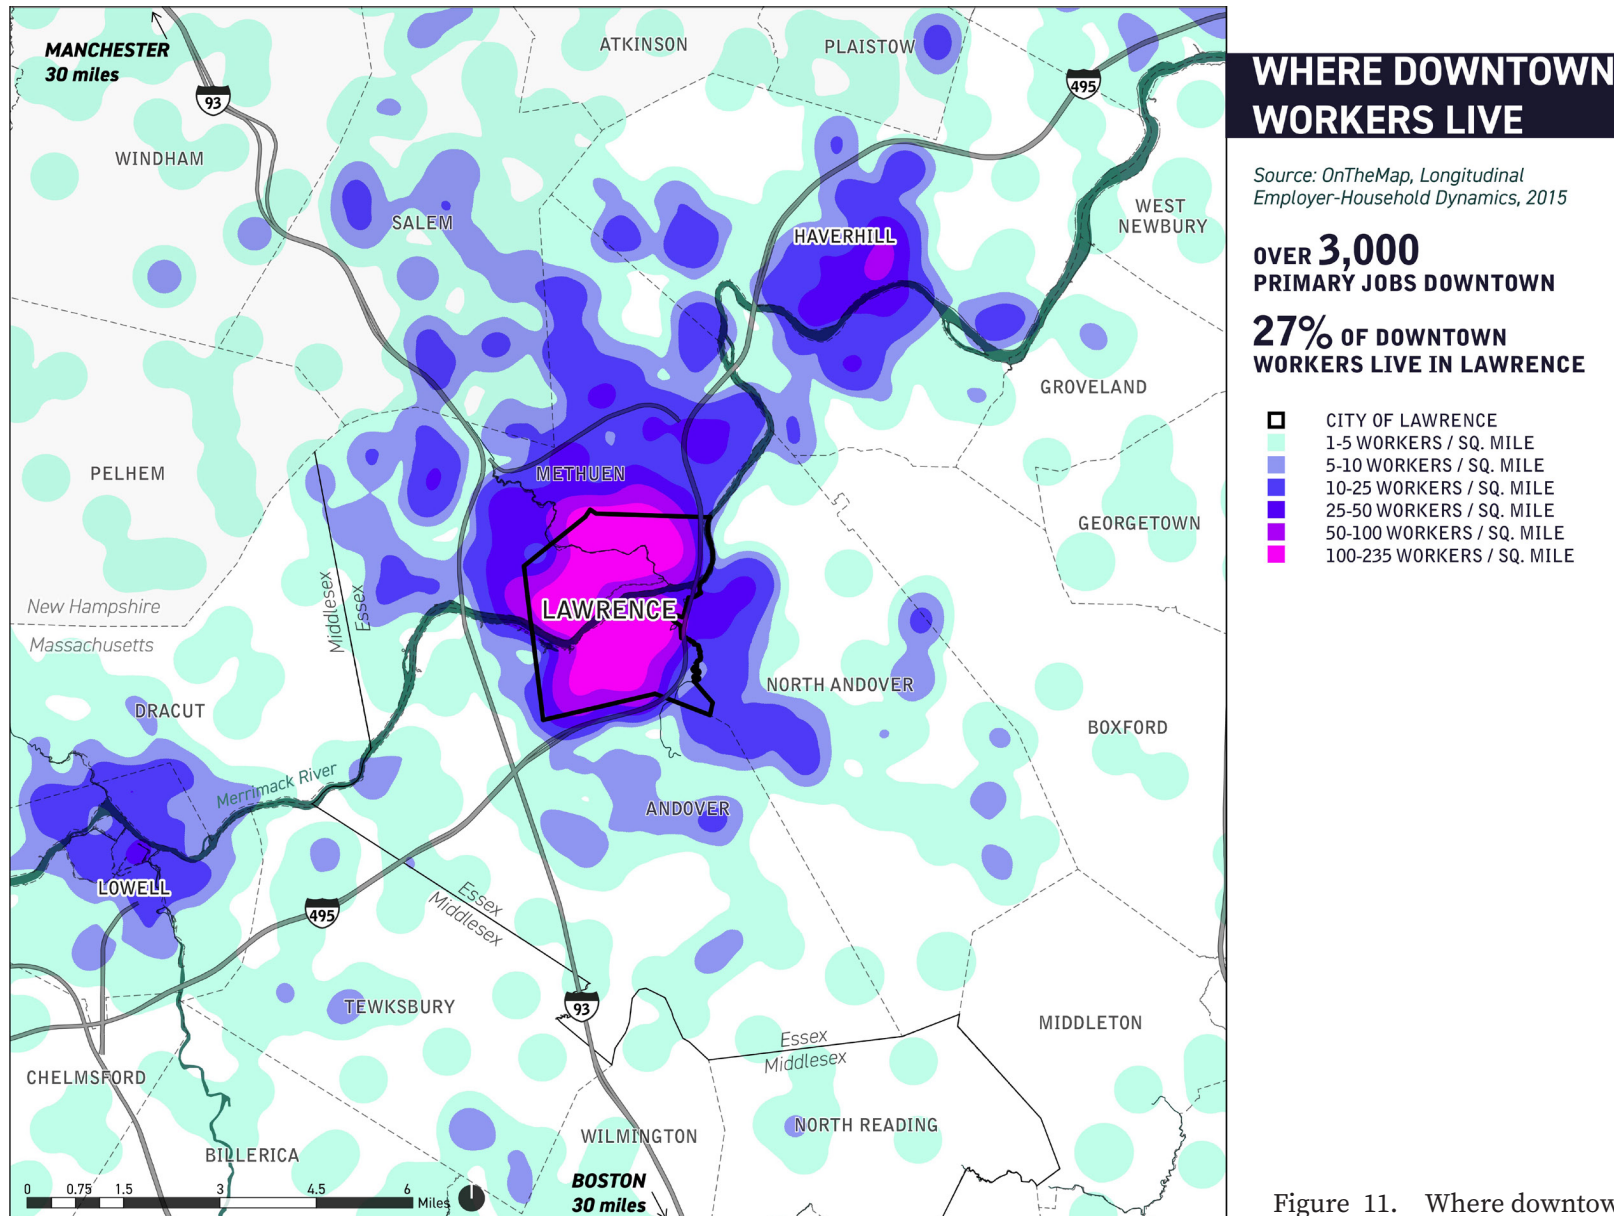 MANCHESTER
30 miles
93
ATKINSON
PLAISTOW
495
WINDHAM
SALEM
HAVERHILL
WEST
NEWBURY
GROVELAND
PELHEM
METHUEN
GEORGETOWN
New Hampshire
Massachusetts
Middlesex
Essex
LAWRENCE
NORTH ANDOVER
BOXFORD
DRACUT
Merrimack River
ANDOVER
LOWELL
495
Essex
Middlesex
TEWKSBURY
93
MIDDLETON
Essex
Middlesex
CHELMSFORD
NORTH READING
WILMINGTON
BILLERICA
BOSTON
30 miles
0 0.75 1.5 3 4.5 6
Miles
WHERE DOWNTOWN
WORKERS LIVE
Source: OnTheMap, Longitudinal
Employer-Household Dynamics, 2015
OVER 3,000
PRIMARY JOBS DOWNTOWN
27% OF DOWNTOWN
WORKERS LIVE IN LAWRENCE
CITY OF LAWRENCE
1-5 WORKERS / SQ. MILE
5-10 WORKERS / SQ. MILE
10-25 WORKERS / SQ. MILE
25-50 WORKERS / SQ. MILE
50-100 WORKERS / SQ. MILE
100-235 WORKERS / SQ. MILE
Figure 11. Where downtow